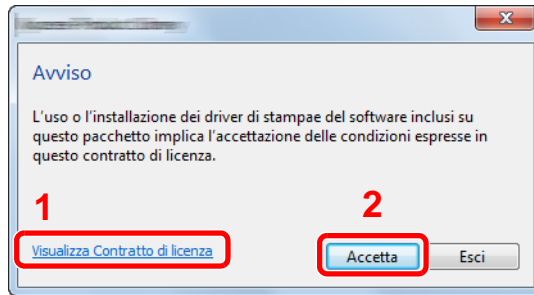 Avviso
L'uso o l'installazione dei driver di stampae del software inclusi su
questo pacchetto implica l'accettazione delle condizioni espresse in
questo contratto di licenza.
1
2
Visualizza Contratto di licenza
Accetta
Esci